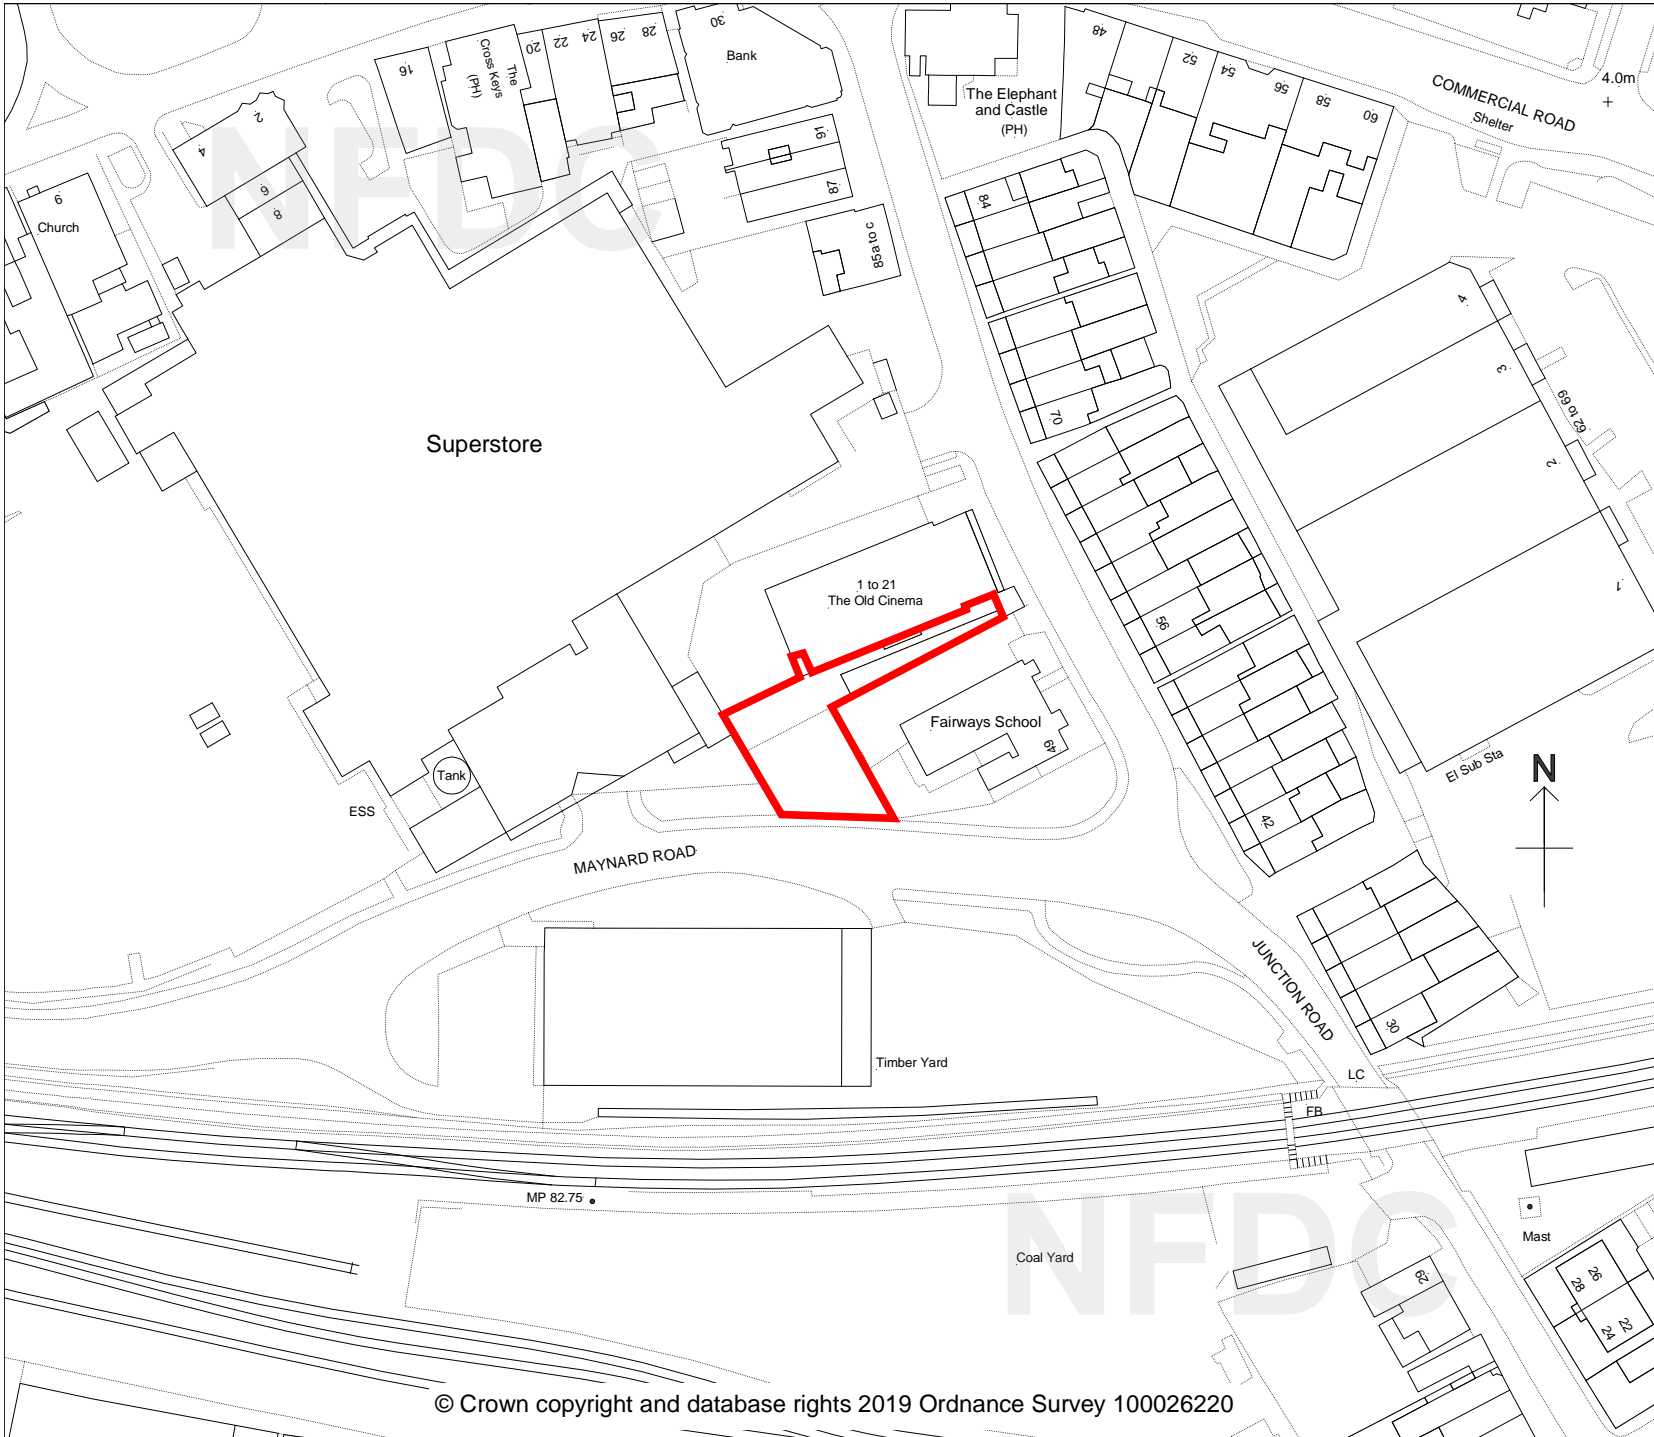 30
Bank
28
26
24
22
20
The
Cross Keys
(PH)
16
2
4
6
8
9
Church
91
87
85a to c
The Elephant
and Castle
(PH)
48
52
54
56
58
60
COMMERCIAL ROAD
Shelter
4.0m
NFDC
84
70
56
42
30
4
3
2
1
62 to 69
Superstore
1 to 21
The Old Cinema
Fairways School
49
El Sub Sta
N
Tank
ESS
MAYNARD ROAD
JUNCTION ROAD
Timber Yard
LC
FB
MP 82.75
NFDC
Coal Yard
Mast
29
28
26
24
22
© Crown copyright and database rights 2019 Ordnance Survey 100026220